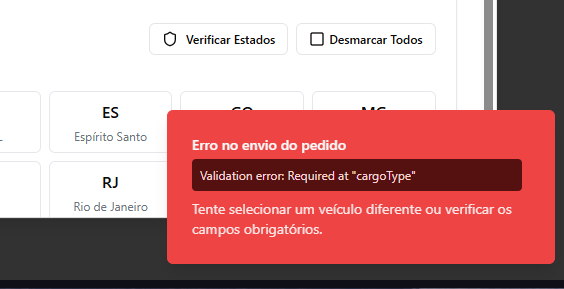 Verificar Estados
Desmarcar Todos
ES
Espírito Santo
RJ
Rio de Janeiro
Erro no envio do pedido
Validation error: Required at "cargoType"
Tente selecionar um veículo diferente ou verificar os
campos obrigatórios.